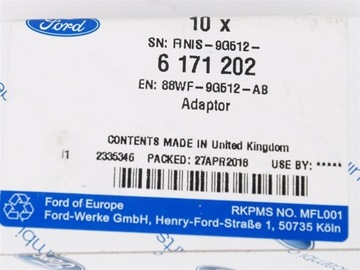 Ford
10 x
SN: FINIS-9G512-
6 171 202
EN: 88WF-9G512-AB
Adaptor
CONTENTS MADE IN United Kingdom
I1 2335346 PACKED: 27APR2018 USE BY: *****
Ford of Europe RKPMS NO. MFL001
Ford-Werke GmbH, Henry-Ford-Straße 1, 50735 Köln